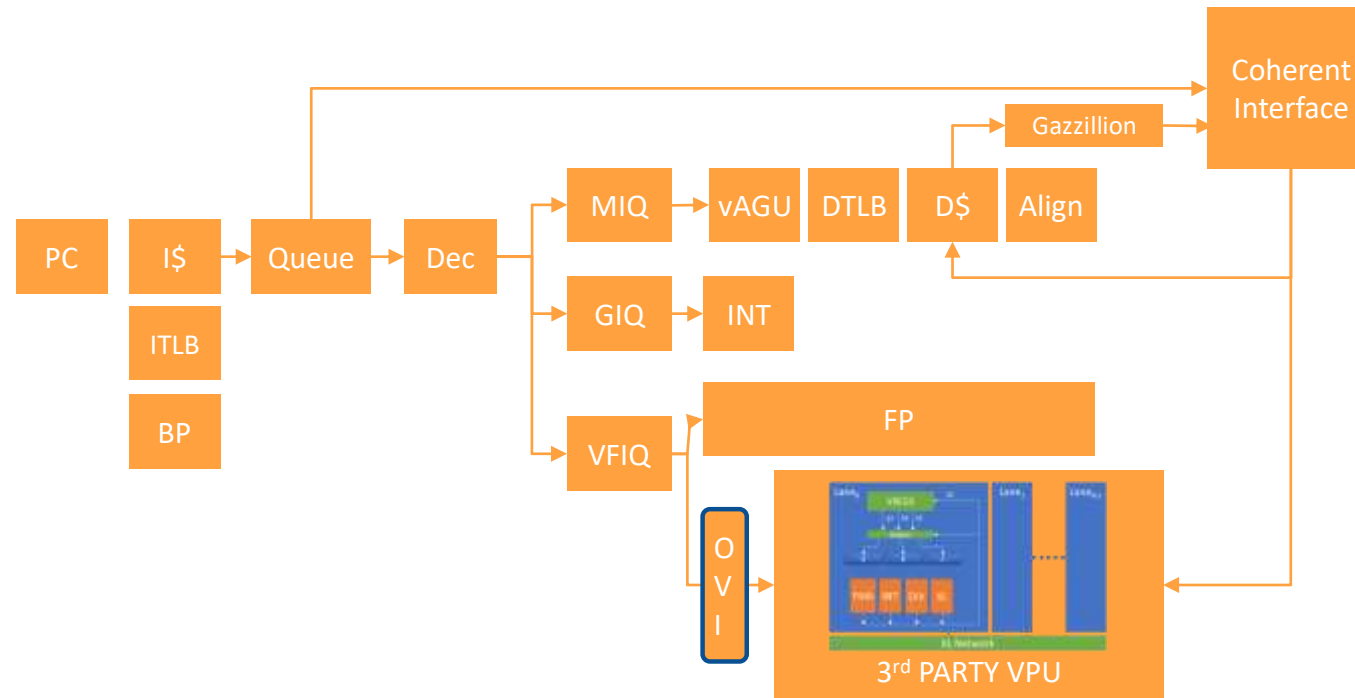 Coherent
Interface
Gazzillion
MIQ
vAGU
DTLB
D$
Align
PC
I$
Queue
Dec
GIQ
INT
ITLB
BP
VFIQ
FP
O
V
I
3rd PARTY VPU